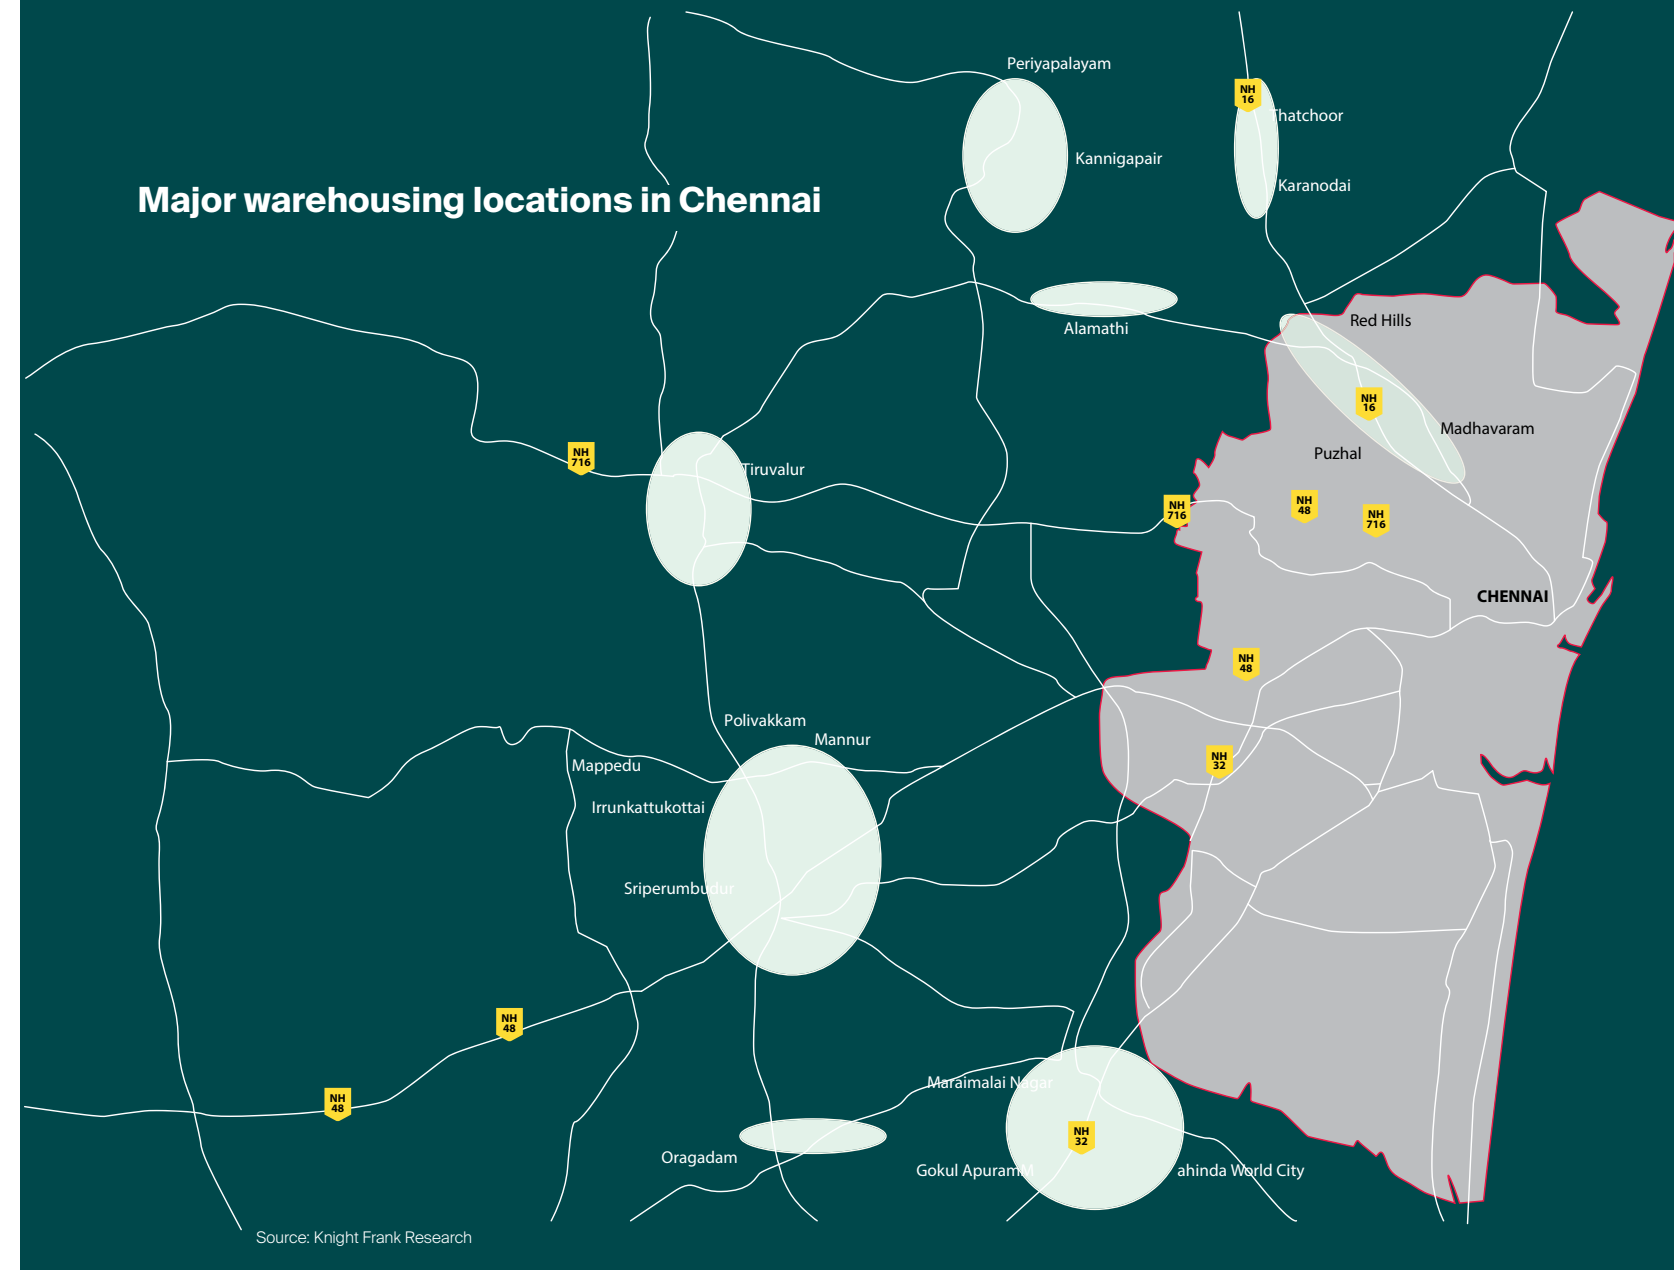 Periyapalayam
NH
16
Thatchoor
Kannigapair
Karanodai
Major warehousing locations in Chennai
Alamathi
Red Hills
NH
16
Madhavaram
Puzhal
NH
716
Tiruvalur
NH
716
NH
48
NH
716
CHENNAI
NH
48
Polivakkam
Mannur
Mappedu
NH
32
Irrunkattukottai
Sriperumbudur
NH
48
Maraimalai Nagar
NH
48
NH
32
Oragadam
Gokul ApuramM
ahinda World City
Source: Knight Frank Research